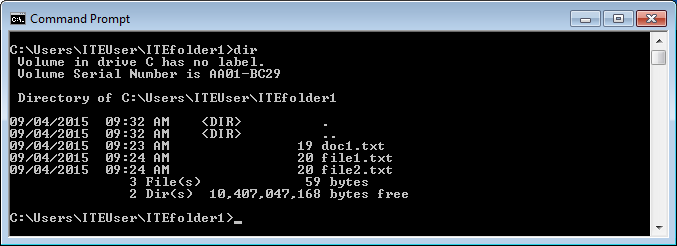 Command Prompt
C:\Users\ITEUser\ITEfolder1>dir
 Volume in drive C has no label.
 Volume Serial Number is AA01-BC29

 Directory of C:\Users\ITEUser\ITEfolder1

09/04/2015  09:32 AM    <DIR>          .
09/04/2015  09:32 AM    <DIR>          ..
09/04/2015  09:23 AM                19 doc1.txt
09/04/2015  09:24 AM                20 file1.txt
09/04/2015  09:24 AM                20 file2.txt
               3 File(s)             59 bytes
               2 Dir(s)  10,407,047,168 bytes free

C:\Users\ITEUser\ITEfolder1>_